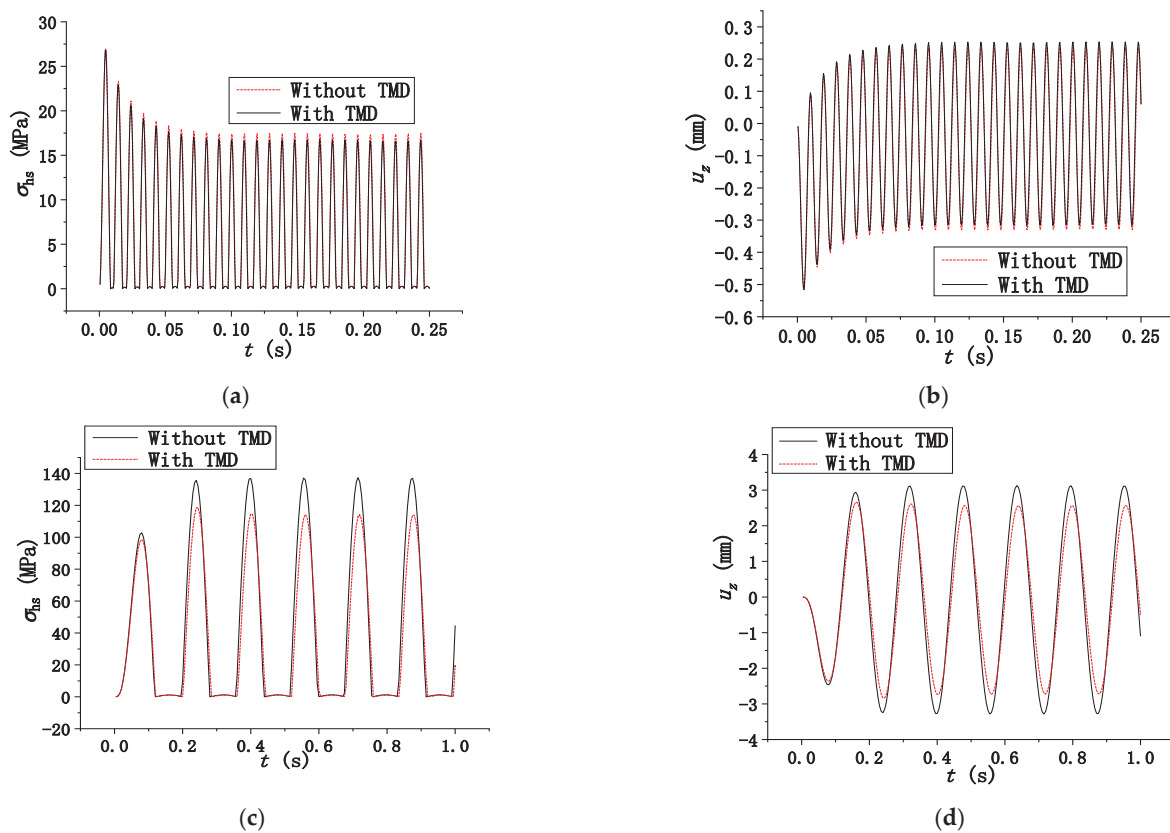 30
25
20
15
10
5
0
σhs (MPa)
Without TMD
With TMD
0.00 0.05 0.10 0.15 0.20 0.25
t (s)
(a)
0.3
0.2
0.1
0.0
-0.1
-0.2
-0.3
-0.4
-0.5
-0.6
uz (mm)
Without TMD
With TMD
0.00 0.05 0.10 0.15 0.20 0.25
t (s)
(b)
Without TMD
With TMD
140
120
100
80
60
40
20
0
-20
σhs (MPa)
0.0 0.2 0.4 0.6 0.8 1.0
t (s)
(c)
Without TMD
With TMD
4
3
2
1
0
-1
-2
-3
-4
uz (mm)
0.0 0.2 0.4 0.6 0.8 1.0
t (s)
(d)